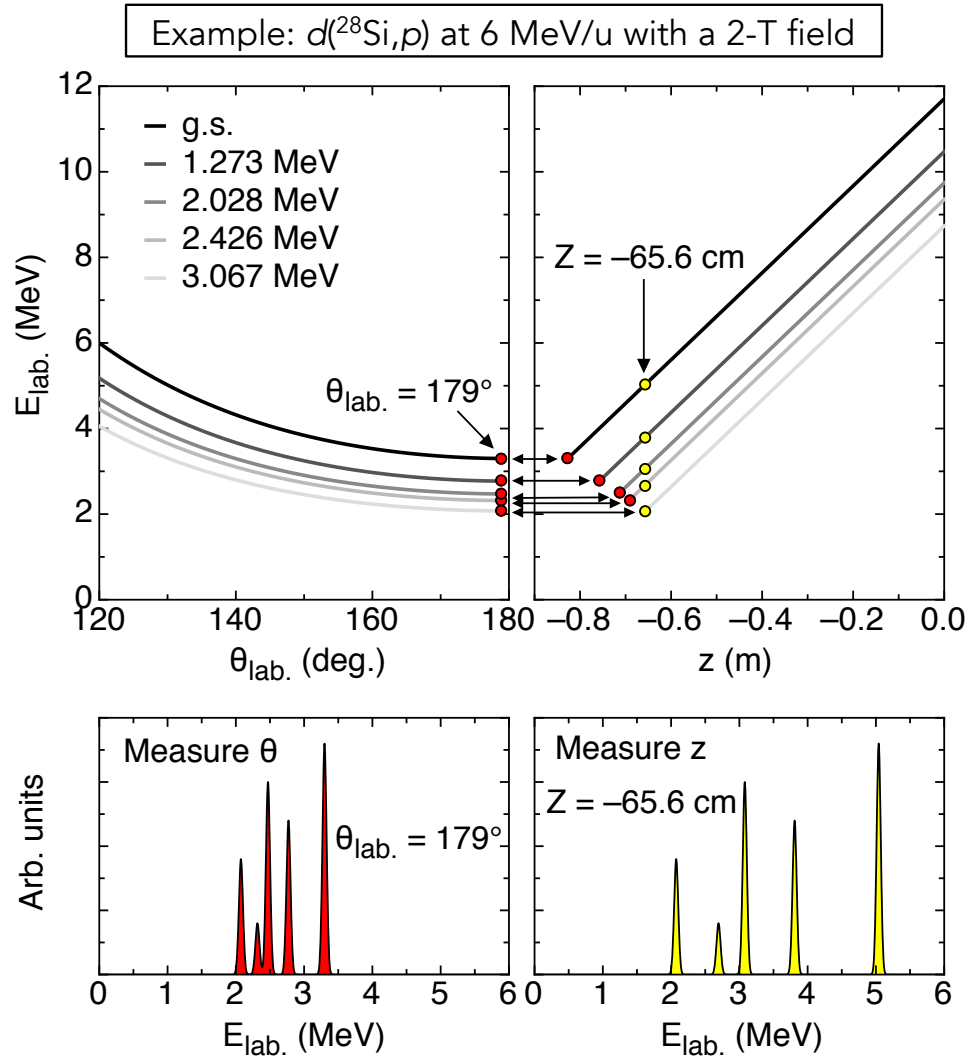 Example: d(²⁸Si,p) at 6 MeV/u with a 2-T field
12
10
8
6
4
2
0
E_lab. (MeV)
g.s.
1.273 MeV
2.028 MeV
2.426 MeV
3.067 MeV
θ_lab. = 179°
120
140
160
180
θ_lab. (deg.)
Z = –65.6 cm
–0.8
–0.6
–0.4
–0.2
0.0
z (m)
Arb. units
Measure θ
θ_lab. = 179°
0
1
2
3
4
5
6
E_lab. (MeV)
Measure z
Z = –65.6 cm
0
1
2
3
4
5
6
E_lab. (MeV)